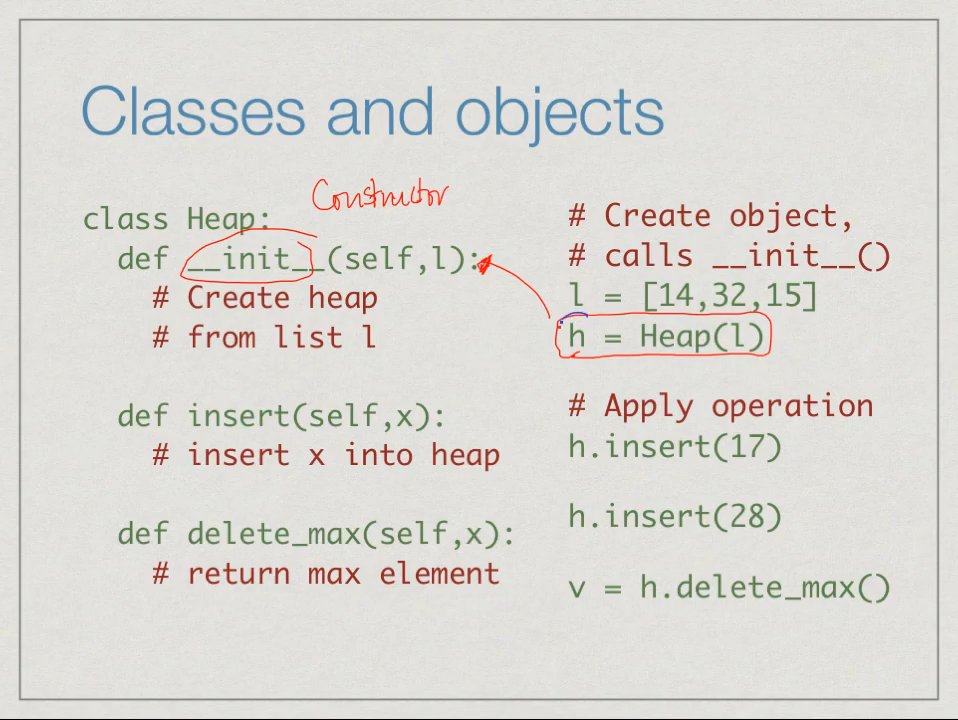 Classes and objects
Constructor
class Heap:
  def __init__(self,l):
    # Create heap
    # from list l
  def insert(self,x):
    # insert x into heap
  def delete_max(self,x):
    # return max element
# Create object,
# calls __init__()
l = [14,32,15]
h = Heap(l)
# Apply operation
h.insert(17)
h.insert(28)
v = h.delete_max()